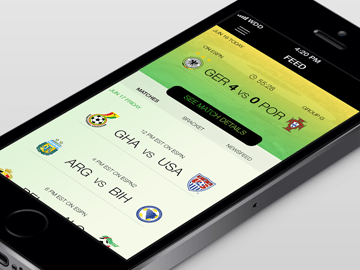 WDD
4:20 PM
FEED
JUN 16 TODAY
ON ESPN
55:28
GER 4 VS 0 POR
GROUP G
SEE MATCH DETAILS
MATCHES
BRACKET
NEWSFEED
JUN 17 FRIDAY
12 PM EST ON ESPN
GHA VS USA
4 PM EST ON ESPN2
ARG VS BIH
6 PM EST ON ESPN